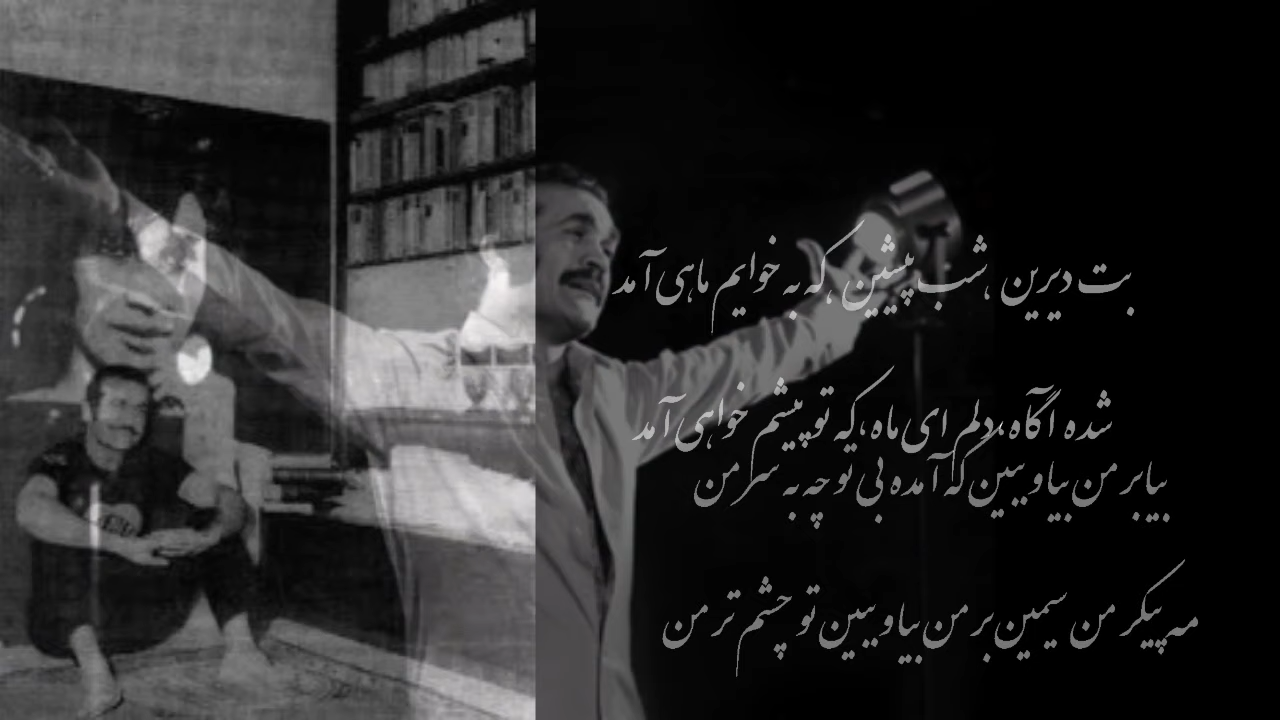 بت دیرین ،شب پیشین ،که به خوابم ماهی آمد
شده آگاه،دلم ای ماه،که تو پیشم خواهی آمد
بیا بر من بیا و ببین که آمده بی تو چه به سر من
مه پیکر من سیمین بر من بیا و ببین تو چشم تر من